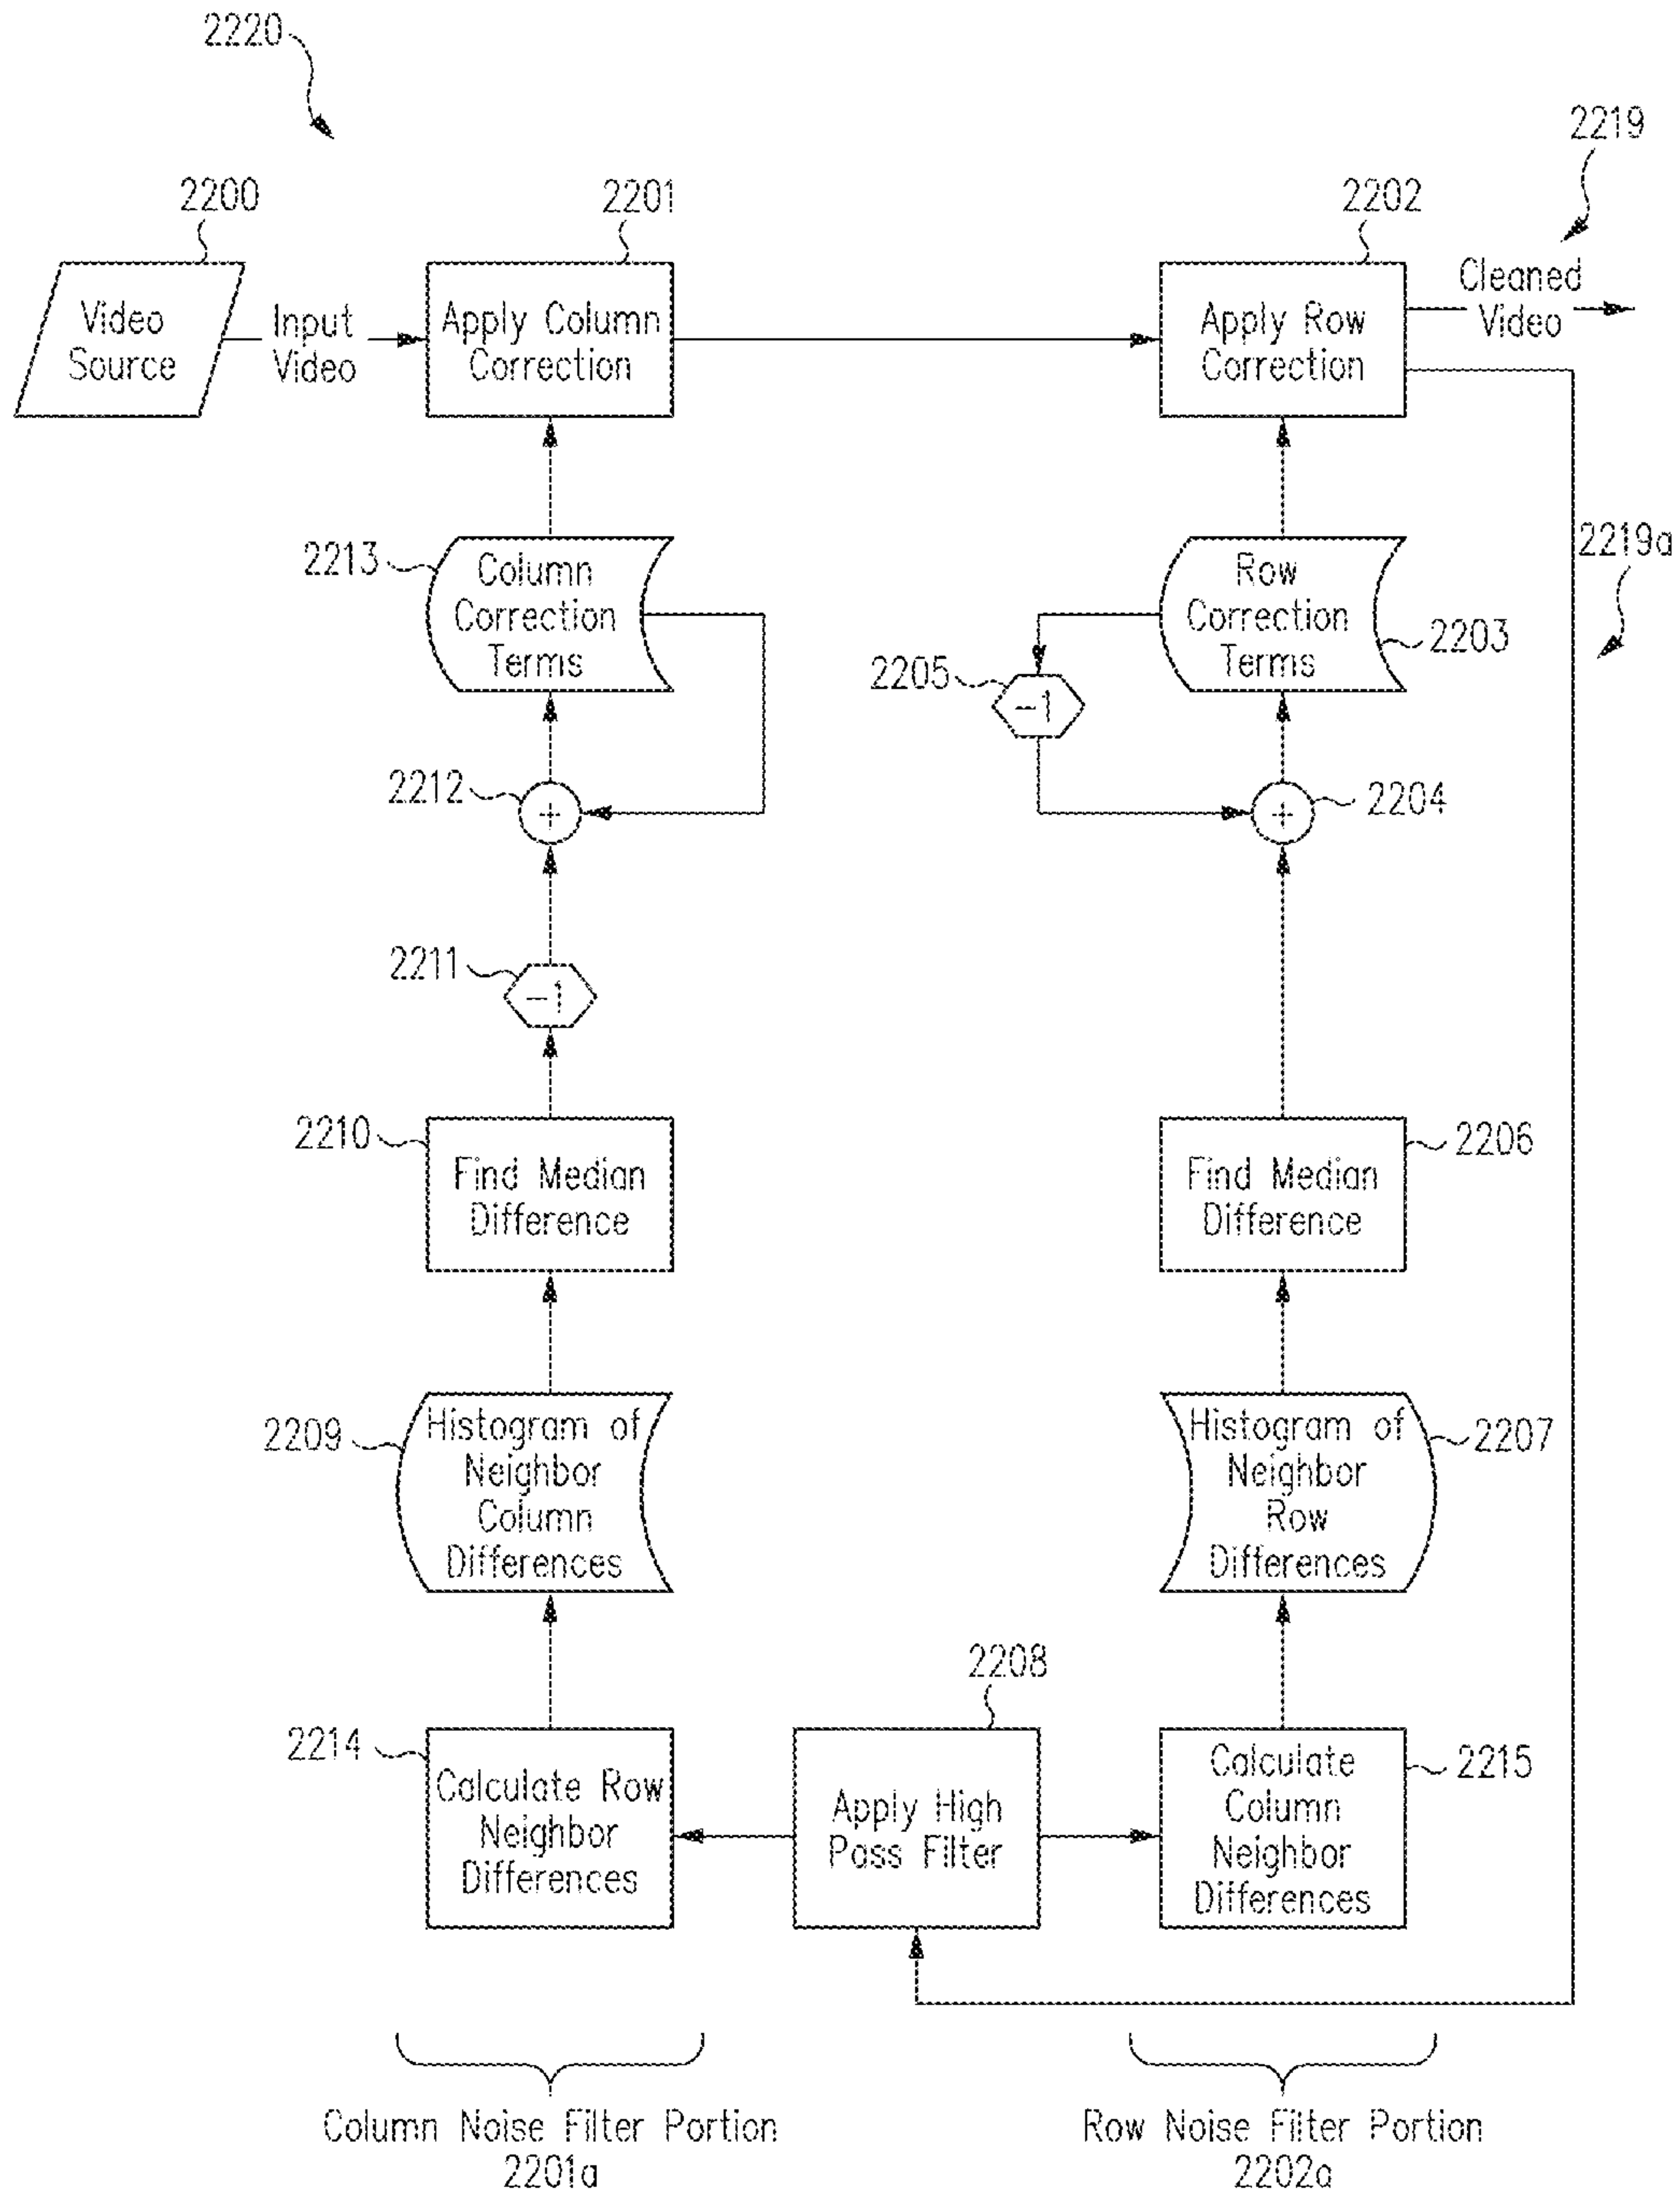 2220
2219
2200
2201
2202
Video
Source
Input
Video
Apply Column
Correction
Apply Row
Correction
Cleaned
Video
2213
Column
Correction
Terms
Row
Correction
Terms
2203
2219a
2205
-1
2212
+
+
2204
2211
-1
2210
Find Median
Difference
Find Median
Difference
2206
2209
Histogram of
Neighbor
Column
Differences
Histogram of
Neighbor
Row
Differences
2207
2208
2214
Calculate Row
Neighbor
Differences
Apply High
Pass Filter
Calculate
Column
Neighbor
Differences
2215
Column Noise Filter Portion
2201a
Row Noise Filter Portion
2202a